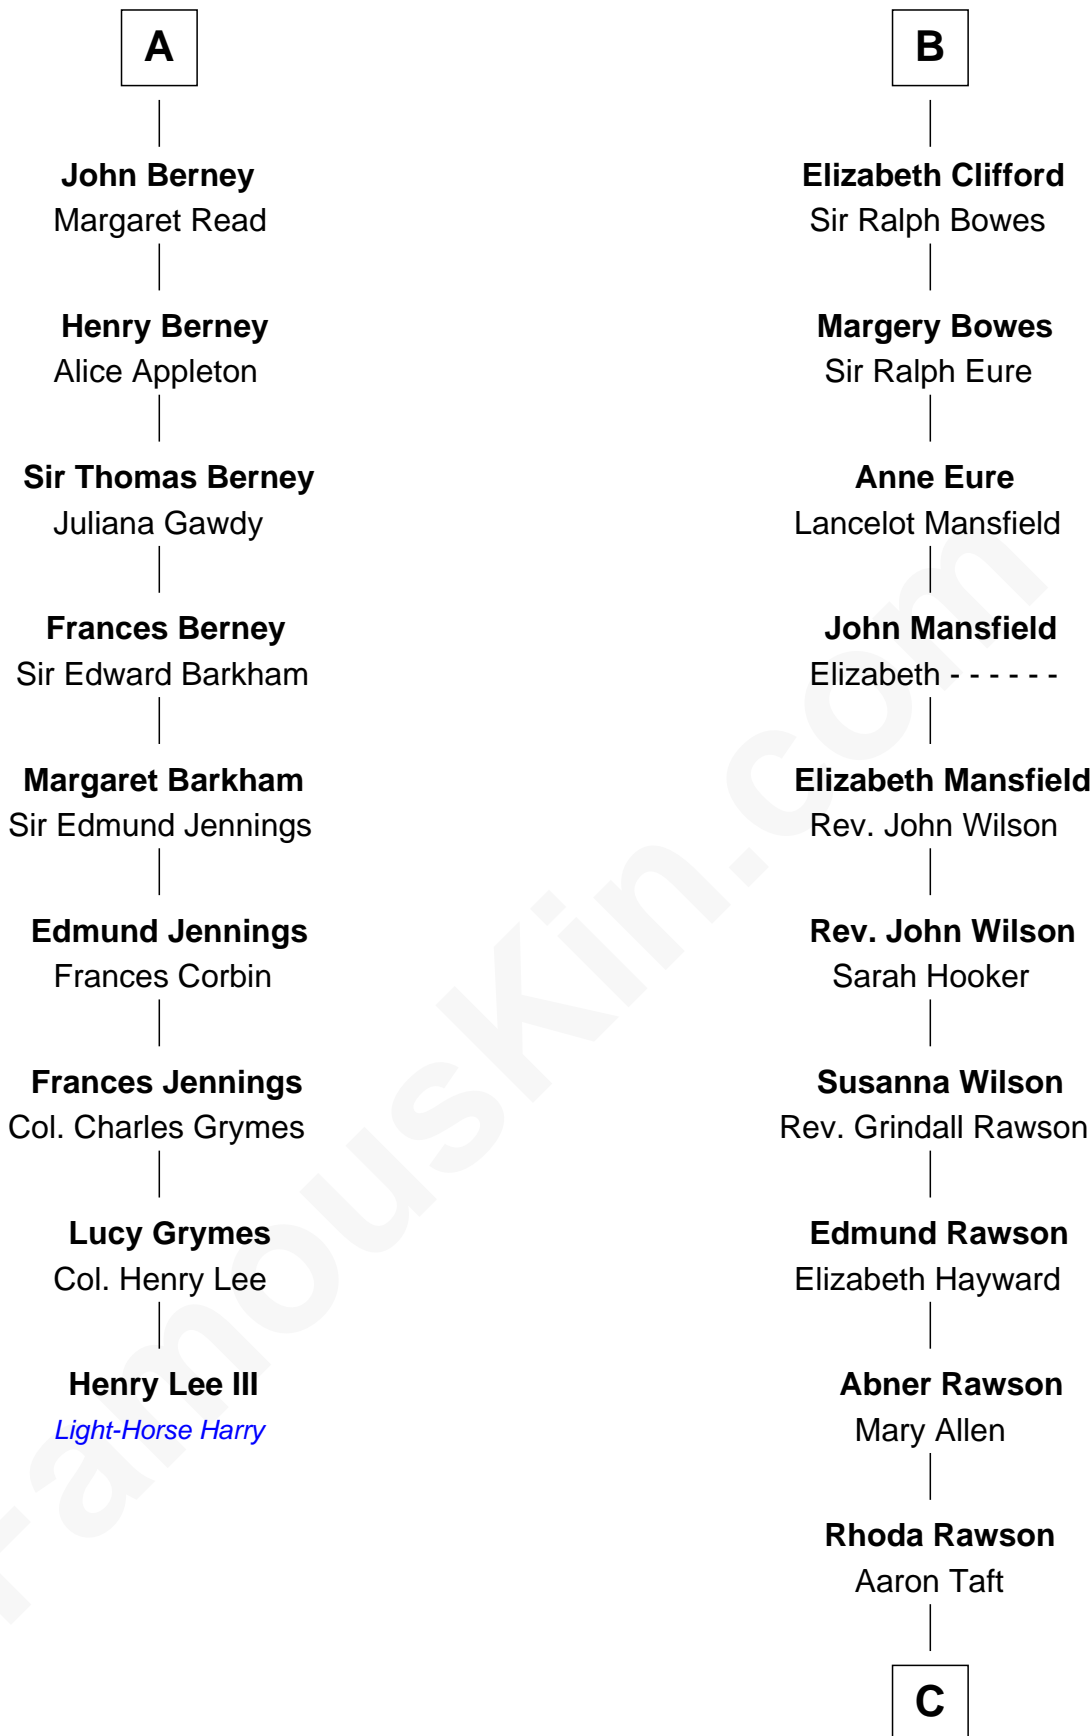 A
John Berney
Margaret Read
Henry Berney
Alice Appleton
Sir Thomas Berney
Juliana Gawdy
Frances Berney
Sir Edward Barkham
Margaret Barkham
Sir Edmund Jennings
Edmund Jennings
Frances Corbin
Frances Jennings
Col. Charles Grymes
Lucy Grymes
Col. Henry Lee
Henry Lee III
Light-Horse Harry
B
Elizabeth Clifford
Sir Ralph Bowes
Margery Bowes
Sir Ralph Eure
Anne Eure
Lancelot Mansfield
John Mansfield
Elizabeth - - - - - -
Elizabeth Mansfield
Rev. John Wilson
Rev. John Wilson
Sarah Hooker
Susanna Wilson
Rev. Grindall Rawson
Edmund Rawson
Elizabeth Hayward
Abner Rawson
Mary Allen
Rhoda Rawson
Aaron Taft
C
FamousKin.com